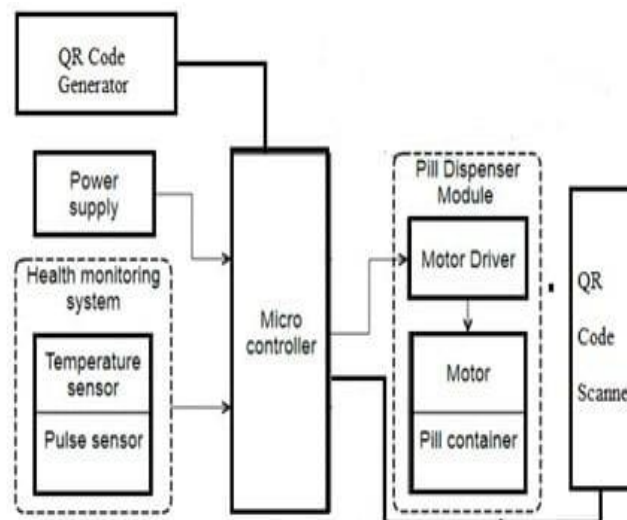 QR Code
Generator
Power
supply
Health monitoring
system
Temperature
sensor
Pulse sensor
Micro
controller
Pill Dispenser
Module
Motor Driver
Motor
Pill container
QR
Code
Scanne